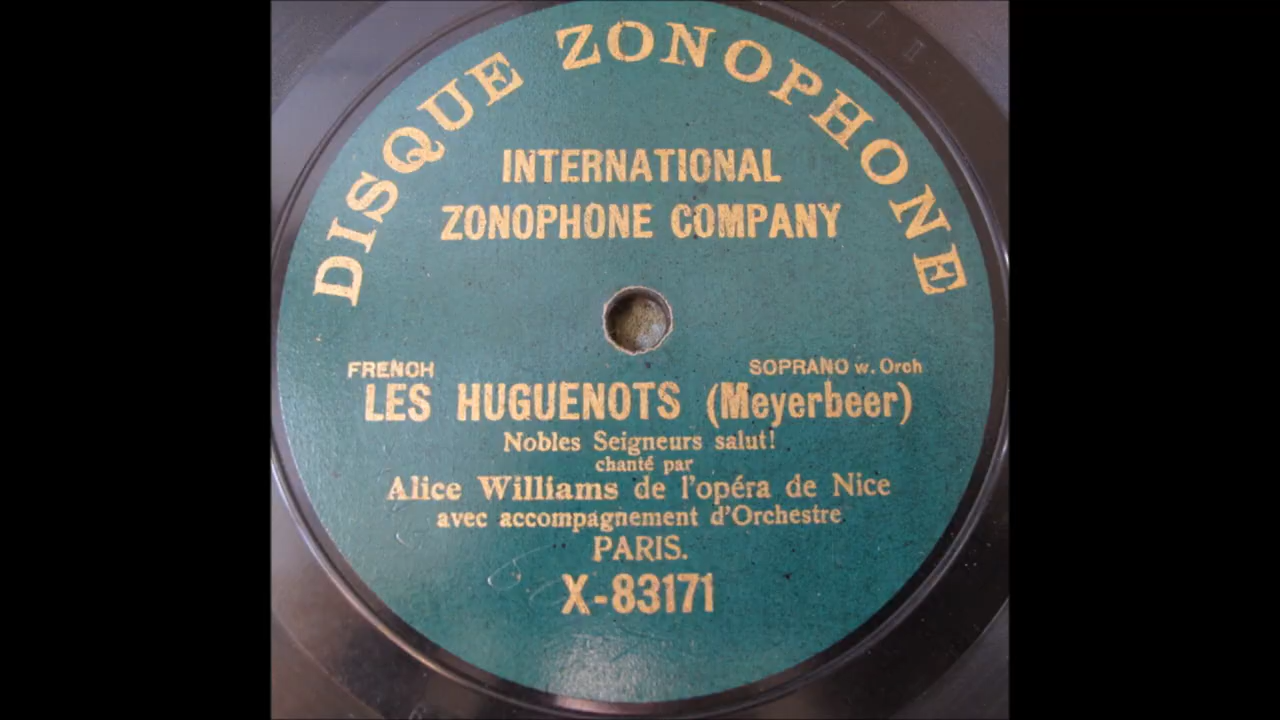 DISQUE ZONOPHONE
INTERNATIONAL
ZONOPHONE COMPANY
FRENCH SOPRANO w. Orch
LES HUGUENOTS (Meyerbeer)
Nobles Seigneurs salut!
chanté par
Alice Williams de l'opéra de Nice
avec accompagnement d'Orchestre
PARIS.
X-83171